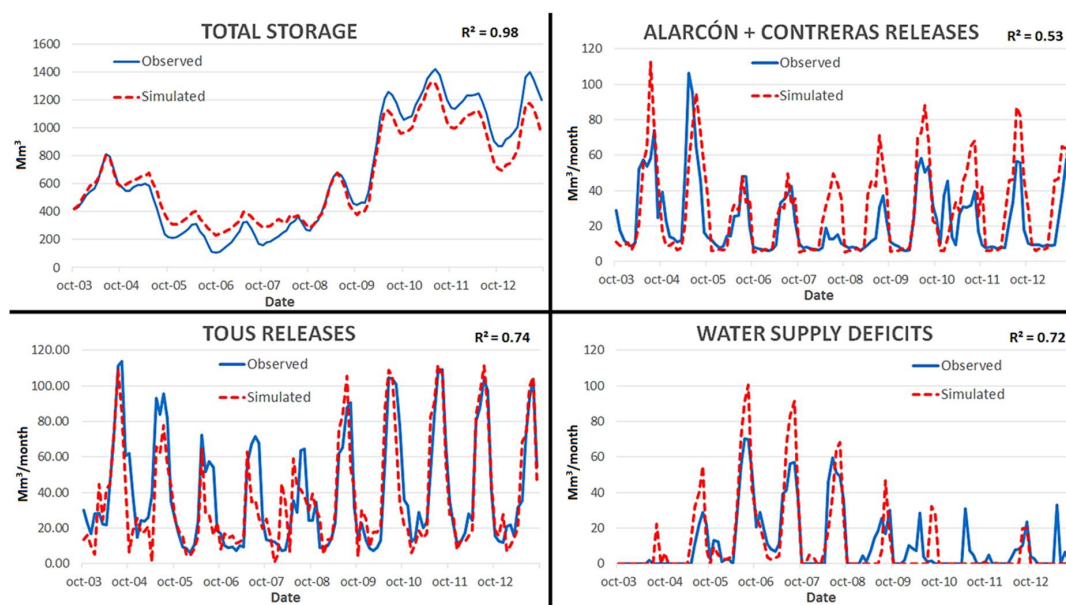 TOTAL STORAGE
R² = 0.98
Observed
Simulated
Mm³
1600
1400
1200
1000
800
600
400
200
0
oct-03 oct-04 oct-05 oct-06 oct-07 oct-08 oct-09 oct-10 oct-11 oct-12
Date
ALARCÓN + CONTRERAS RELEASES
R² = 0.53
Observed
Simulated
Mm³/month
120
100
80
60
40
20
0
oct-03 oct-04 oct-05 oct-06 oct-07 oct-08 oct-09 oct-10 oct-11 oct-12
Date
TOUS RELEASES
R² = 0.74
Observed
Simulated
Mm³/month
120.00
100.00
80.00
60.00
40.00
20.00
0.00
oct-03 oct-04 oct-05 oct-06 oct-07 oct-08 oct-09 oct-10 oct-11 oct-12
Date
WATER SUPPLY DEFICITS
R² = 0.72
Observed
Simulated
Mm³/month
120
100
80
60
40
20
0
oct-03 oct-04 oct-05 oct-06 oct-07 oct-08 oct-09 oct-10 oct-11 oct-12
Date